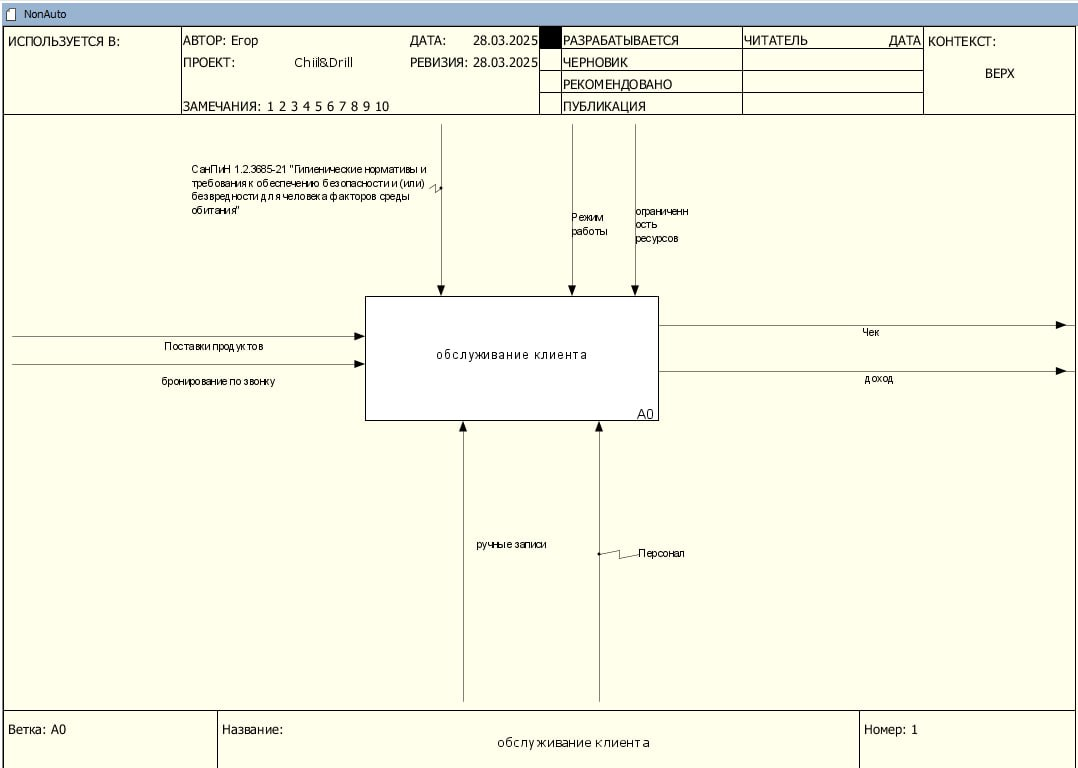 NonAuto
ИСПОЛЬЗУЕТСЯ В:
АВТОР: Егор
ДАТА: 28.03.2025
ПРОЕКТ: Chiil&Drill
РЕВИЗИЯ: 28.03.2025
ЗАМЕЧАНИЯ: 1 2 3 4 5 6 7 8 9 10
РАЗРАБАТЫВАЕТСЯ
ЧЕРНОВИК
РЕКОМЕНДОВАНО
ПУБЛИКАЦИЯ
ЧИТАТЕЛЬ ДАТА
КОНТЕКСТ:
ВЕРХ
СанПиН 1.2.3685-21 "Гигиенические нормативы и
требования к обеспечению безопасности и (или)
безвредности для человека факторов среды
обитания"
Режим
работы
ограниченн
ость
ресурсов
Поставки продуктов
бронирование по звонку
обслуживание клиента
A0
Чек
доход
ручные записи
Персонал
Ветка: A0
Название:
обслуживание клиента
Номер: 1